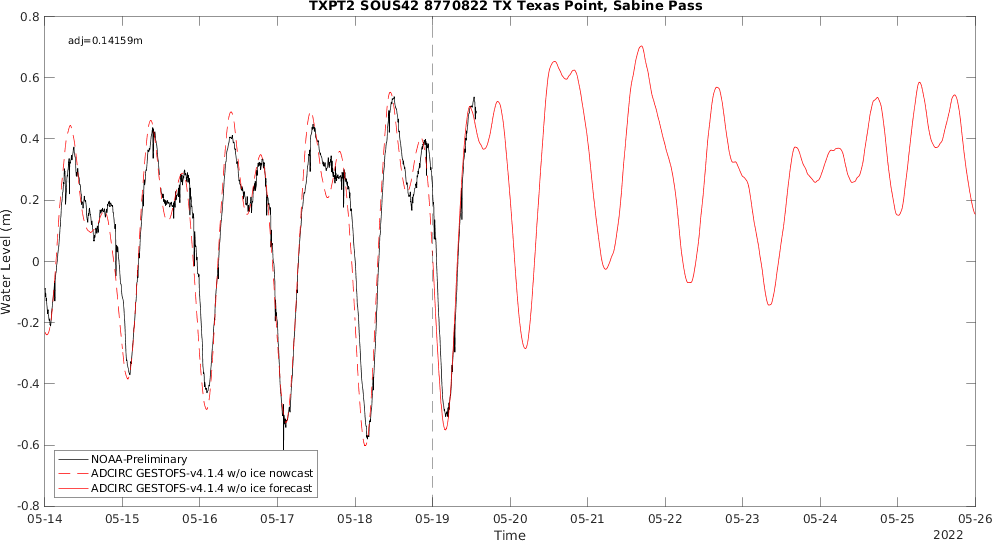 TXPT2 SOUS42 8770822 TX Texas Point, Sabine Pass
adj=0.14159m
0.8
0.6
0.4
0.2
0
-0.2
-0.4
-0.6
-0.8
Water Level (m)
NOAA-Preliminary
ADCIRC GESTOFS-v4.1.4 w/o ice nowcast
ADCIRC GESTOFS-v4.1.4 w/o ice forecast
05-14 05-15 05-16 05-17 05-18 05-19 05-20 05-21 05-22 05-23 05-24 05-25 05-26
Time
2022